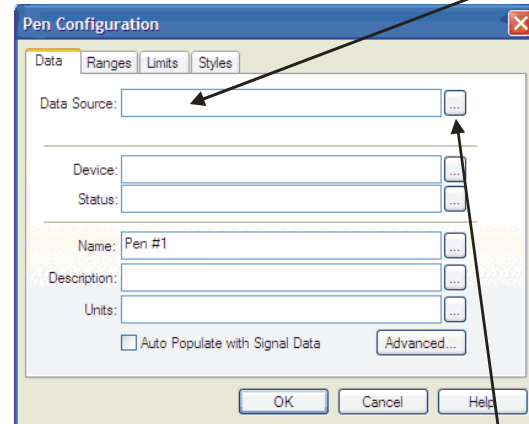 Pen Configuration
Data Ranges Limits Styles
Data Source: ...
Device: ...
Status: ...
Name: Pen #1 ...
Description: ...
Units: ...
Auto Populate with Signal Data Advanced...
OK Cancel Help